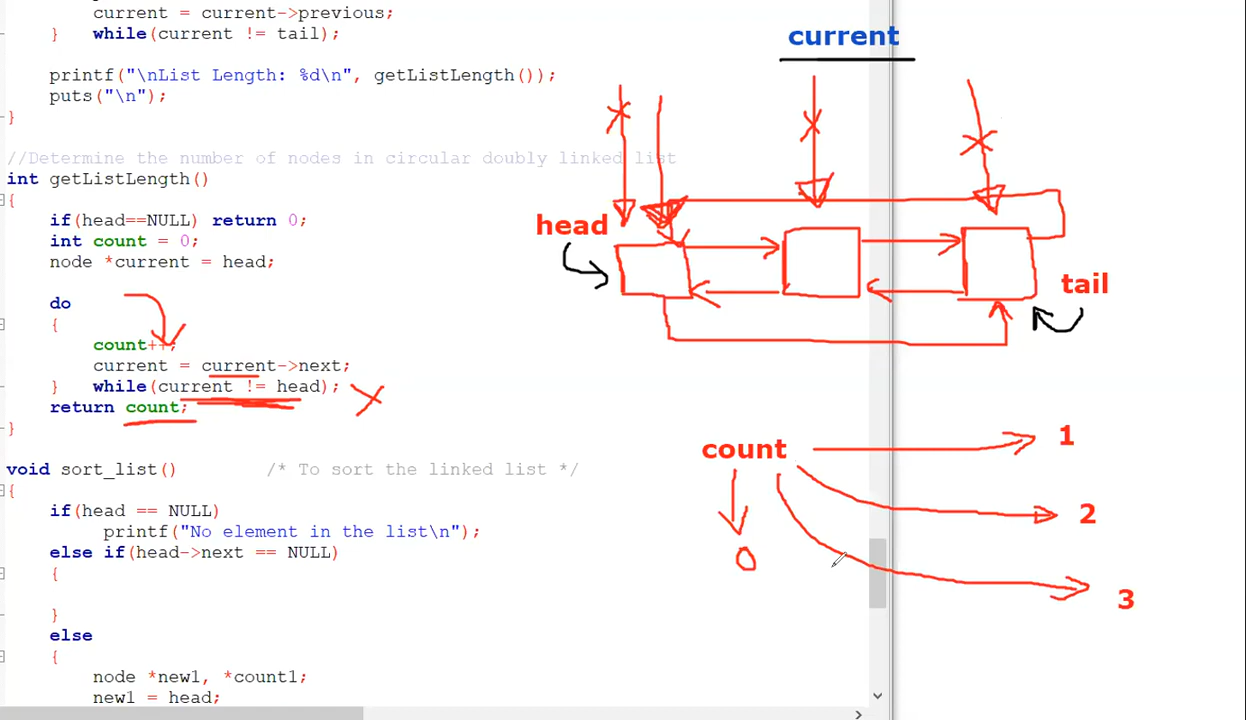 current = current->previous;
} while(current != tail);
printf("\nList Length: %d\n", getListLength());
puts("\n");
}
//Determine the number of nodes in circular doubly linked list
int getListLength()
{
if(head==NULL) return 0;
int count = 0;
node *current = head;
do
{
count++;
current = current->next;
} while(current != head);
return count;
}
void sort_list() /* To sort the linked list */
{
if(head == NULL)
printf("No element in the list\n");
else if(head->next == NULL)
{
}
else
{
node *new1, *count1;
new1 = head;
current
head
tail
count
1
2
0
3